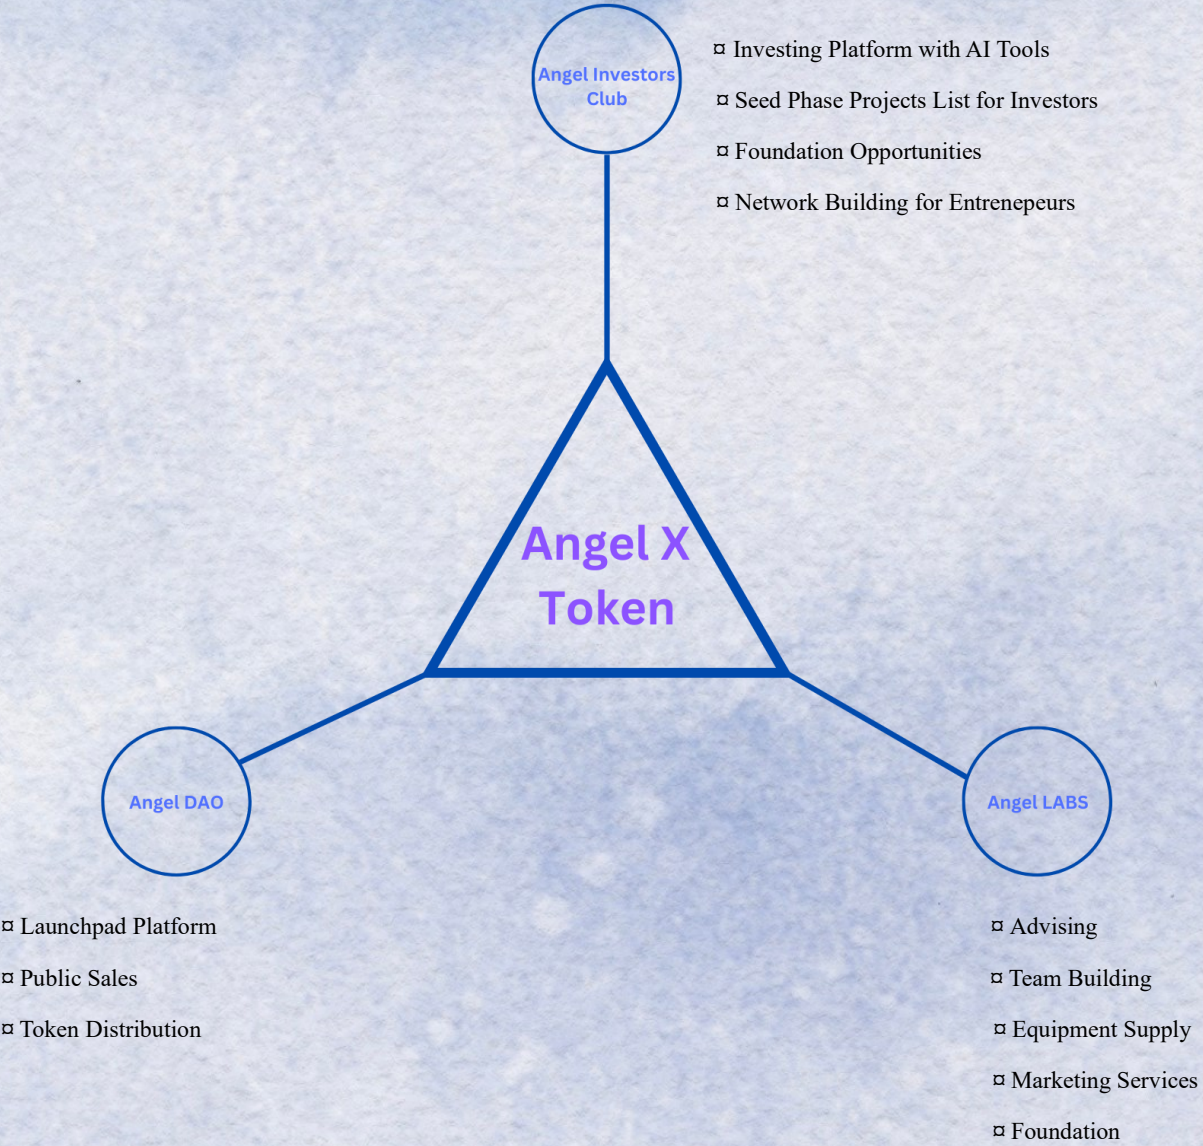 Angel Investors
Club
¤ Investing Platform with AI Tools
¤ Seed Phase Projects List for Investors
¤ Foundation Opportunities
¤ Network Building for Entrenepeurs
Angel X
Token
Angel DAO
¤ Launchpad Platform
¤ Public Sales
¤ Token Distribution
Angel LABS
¤ Advising
¤ Team Building
¤ Equipment Supply
¤ Marketing Services
¤ Foundation